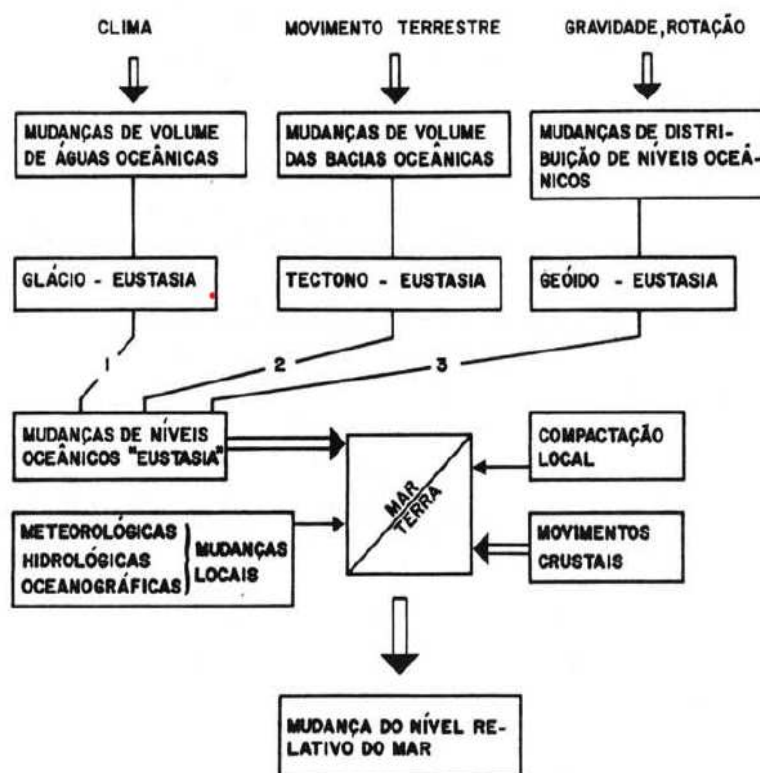 CLIMA
MOVIMENTO TERRESTRE
GRAVIDADE, ROTAÇÃO
MUDANÇAS DE VOLUME
DE ÁGUAS OCEÂNICAS
MUDANÇAS DE VOLUME
DAS BACIAS OCEÂNICAS
MUDANÇAS DE DISTRI-
BUIÇÃO DE NÍVEIS OCEÂ-
NICOS
GLÁCIO - EUSTASIA
TECTONO - EUSTASIA
GEÓIDO - EUSTASIA
1
2
3
MUDANÇAS DE NÍVEIS
OCEÂNICOS "EUSTASIA"
MAR
TERRA
COMPACTAÇÃO
LOCAL
METEOROLÓGICAS
HIDROLÓGICAS
OCEANOGRÁFICAS
MUDANÇAS
LOCAIS
MOVIMENTOS
CRUSTAIS
MUDANÇA DO NÍVEL RE-
LATIVO DO MAR